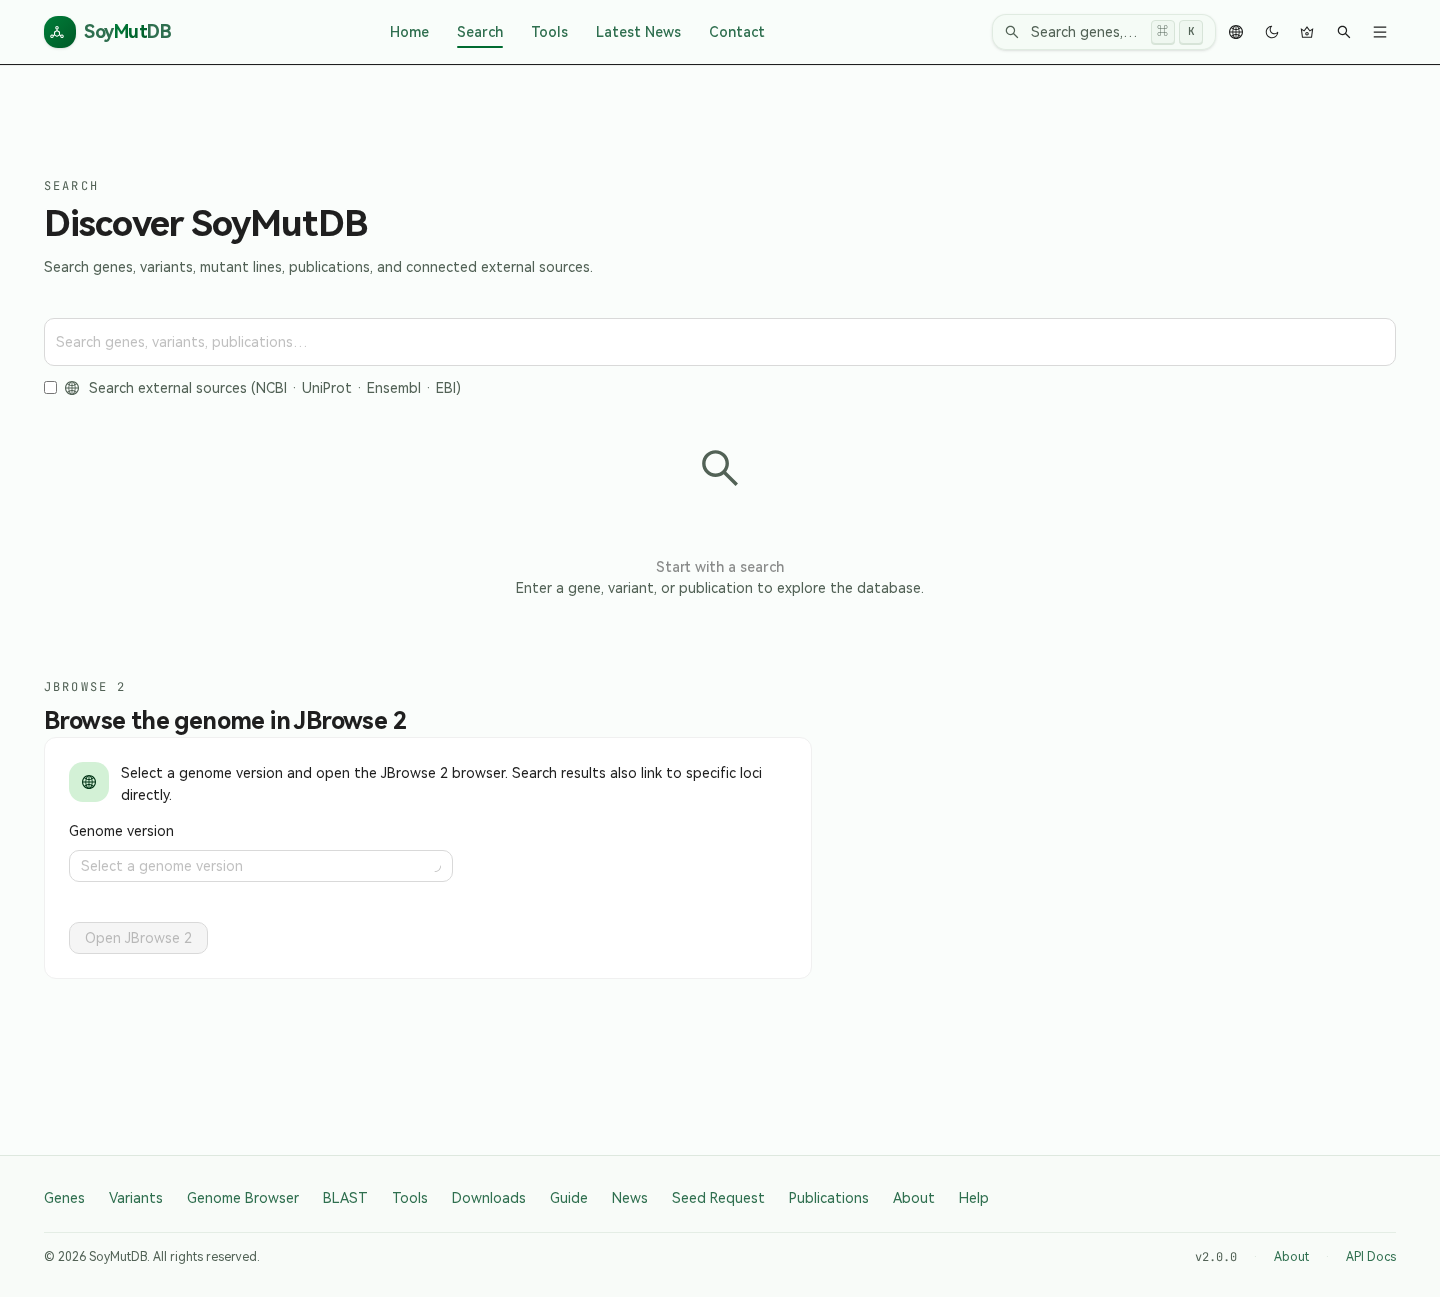 SoyMutDB
Home Search Tools Latest News Contact
Search genes,... ⌘ K
SEARCH
Discover SoyMutDB
Search genes, variants, mutant lines, publications, and connected external sources.
Search genes, variants, publications...
Search external sources (NCBI · UniProt · Ensembl · EBI)
Start with a search
Enter a gene, variant, or publication to explore the database.
JBROWSE 2
Browse the genome in JBrowse 2
Select a genome version and open the JBrowse 2 browser. Search results also link to specific loci
directly.
Genome version
Select a genome version
Open JBrowse 2
Genes Variants Genome Browser BLAST Tools Downloads Guide News Seed Request Publications About Help
© 2026 SoyMutDB. All rights reserved.
v2.0.0 · About · API Docs